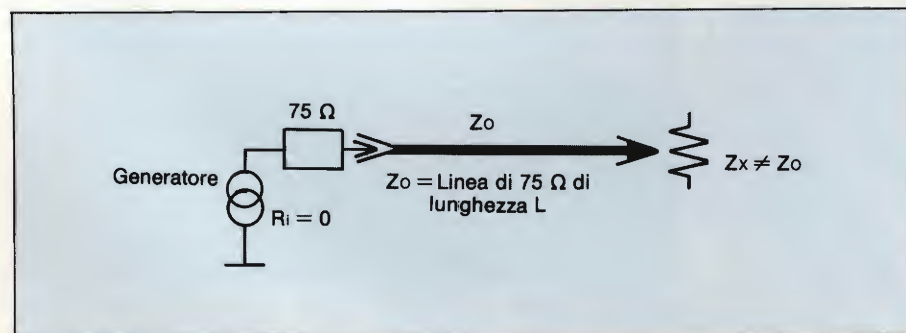 75 Ω
Zo
Generatore
Zx ≠ Zo
Zo = Linea di 75 Ω di
lunghezza L
Ri = 0